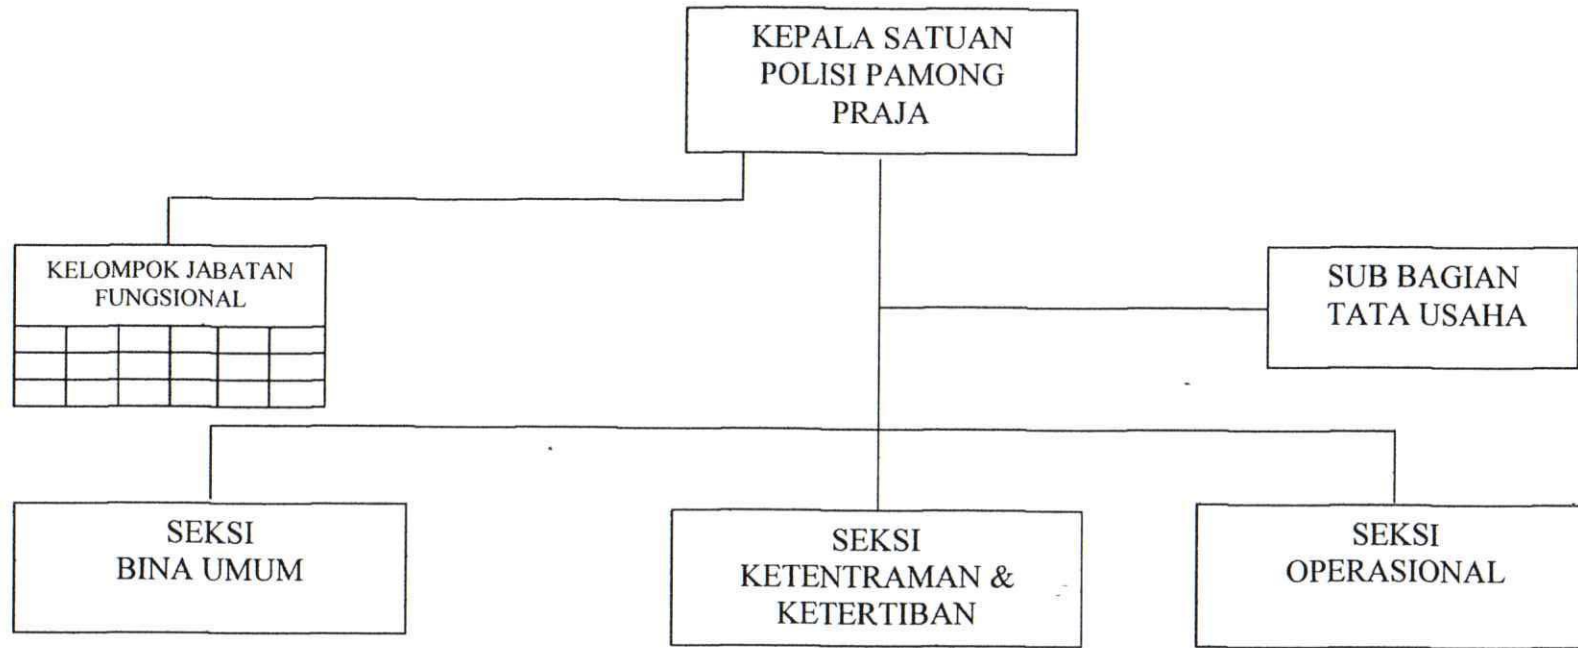 KEPALA SATUAN
POLISI PAMONG
PRAJA
KELOMPOK JABATAN
FUNGSIONAL
SUB BAGIAN
TATA USAHA
SEKSI
BINA UMUM
SEKSI
KETENTRAMAN &
KETERTIBAN
SEKSI
OPERASIONAL